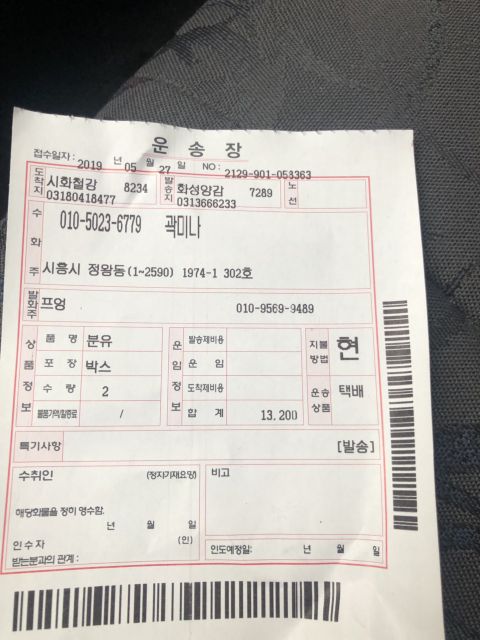 운 송 장
접수일자 : 2019 년 05 월 27 일 NO : 2129-901-058363
도착지 시화철강 8234 03180418477 발송지 화성양감 7289 0313666233 노선
수화주 010-5023-6779 곽미나
시흥시 정왕동(1~2590) 1974-1 302호
발화주 프엉 010-9569-9489
상품정보 품 명 분유 운임정보 발송제비용 지불방법 현
포 장 박스 운 임
수 량 2 도착제비용 운송상품 택배
물품가액/할증료 / 합 계 13,200
특기사항 [발송]
수취인 (정자기재요망) 비고
해당화물을 정히 영수함.
년 월 일
인 수 자 (인)
받는분과의 관계 : 인도예정일: 년 월 일